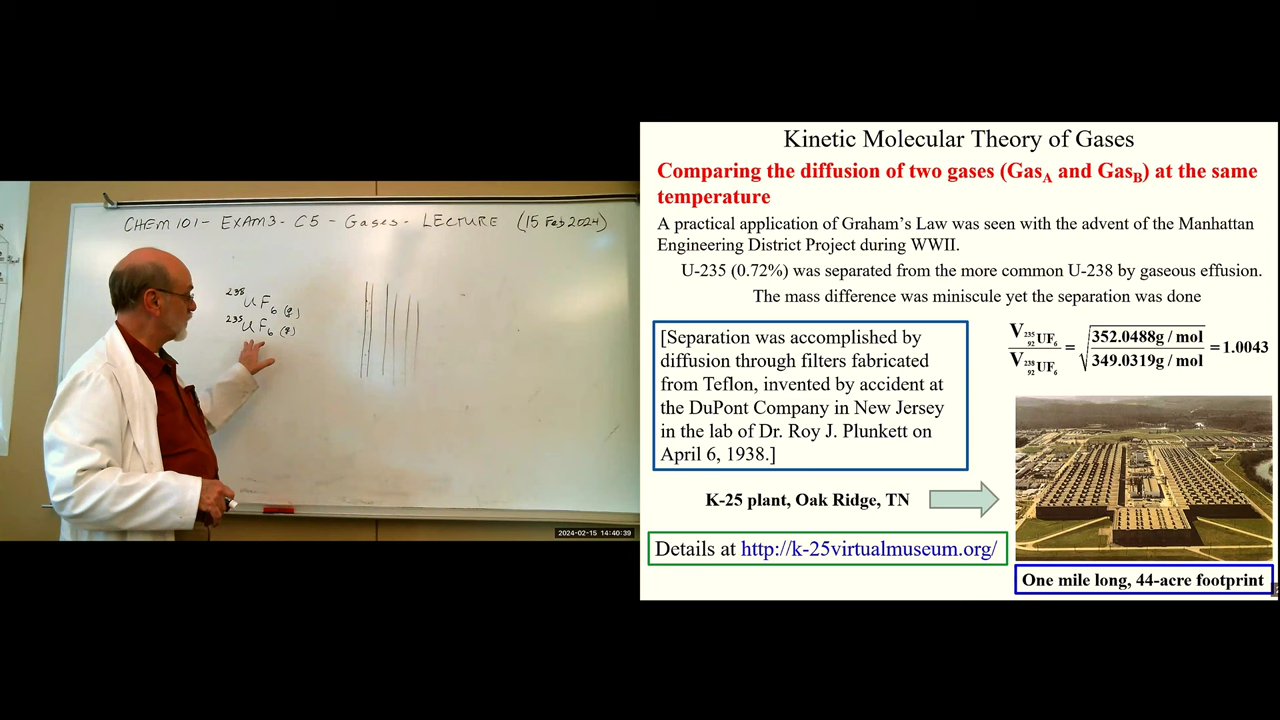 CHEM 101 - EXAM 3 - C5 - Gases - LECTURE (15 Feb 2024)
238UF6 (g)
235UF6 (g)
2024-02-15 14:40:39
Kinetic Molecular Theory of Gases
Comparing the diffusion of two gases (GasA and GasB) at the same
temperature
A practical application of Graham's Law was seen with the advent of the Manhattan
Engineering District Project during WWII.
U-235 (0.72%) was separated from the more common U-238 by gaseous effusion.
The mass difference was miniscule yet the separation was done
[Separation was accomplished by
diffusion through filters fabricated
from Teflon, invented by accident at
the DuPont Company in New Jersey
in the lab of Dr. Roy J. Plunkett on
April 6, 1938.]
V 235 92 UF6 / V 238 92 UF6 = √ 352.0488g / mol / 349.0319g / mol = 1.0043
K-25 plant, Oak Ridge, TN
Details at http://k-25virtualmuseum.org/
One mile long, 44-acre footprint